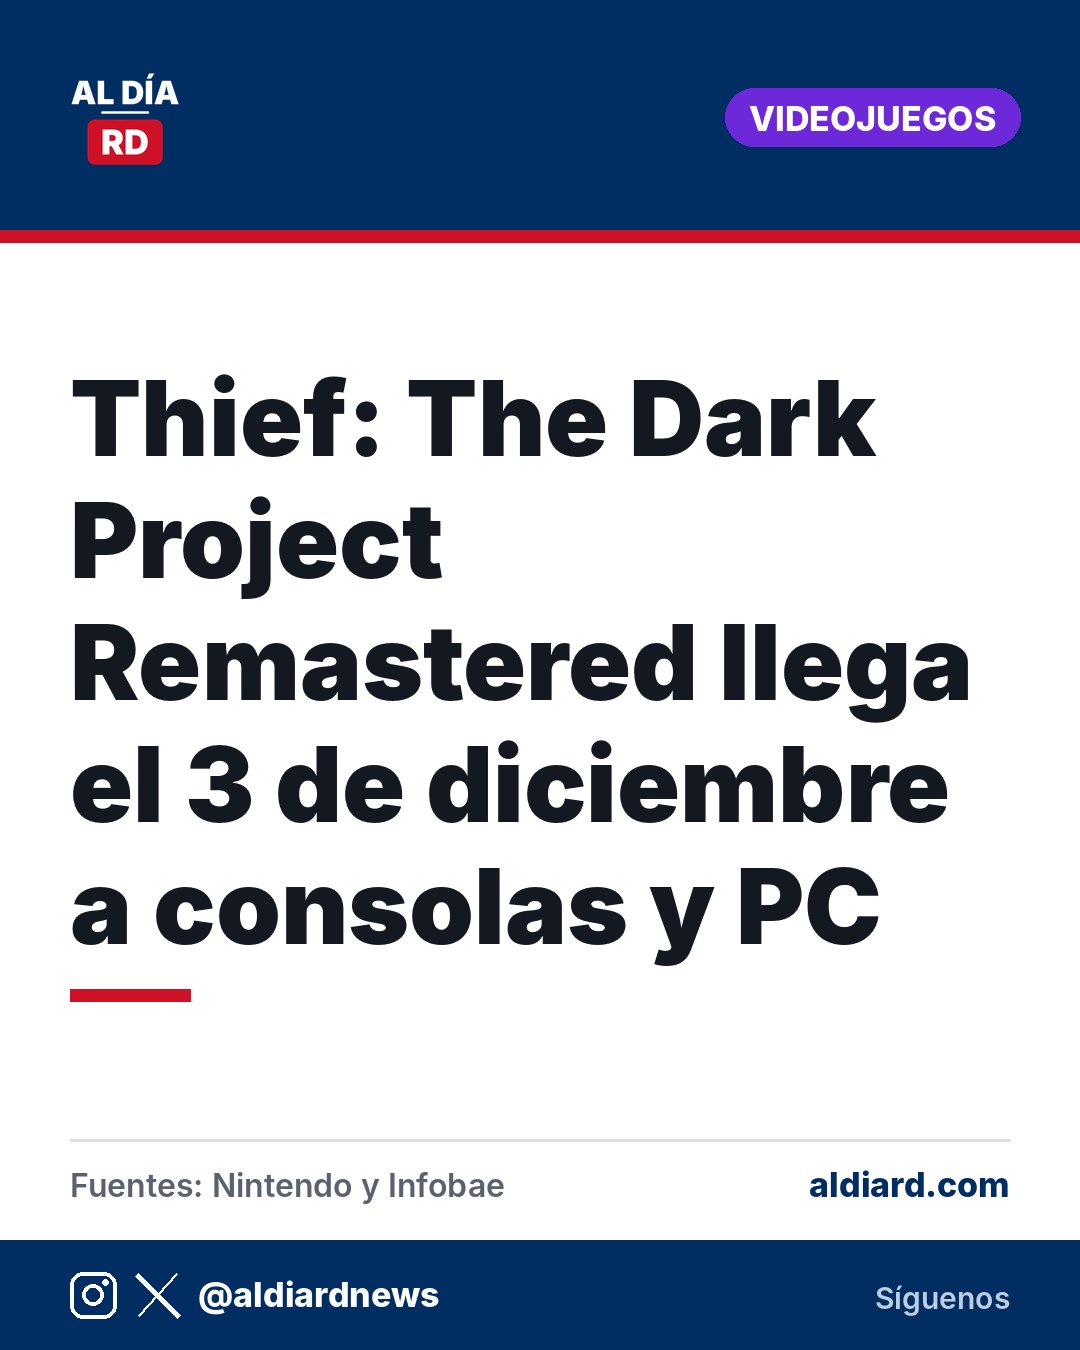 AL DÍA
RD
VIDEOJUEGOS
Thief: The Dark
Project
Remastered llega
el 3 de diciembre
a consolas y PC
Fuentes: Nintendo y Infobae
aldiard.com
@aldiardnews
Síguenos